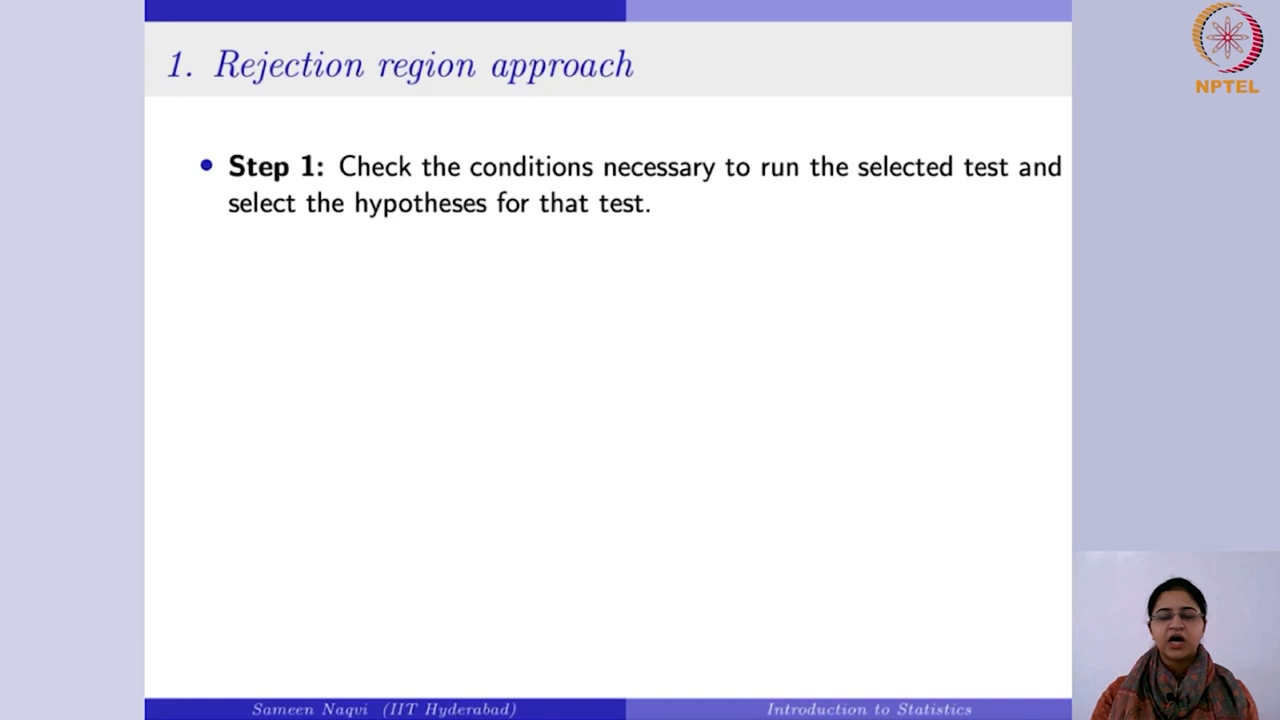 1. Rejection region approach
NPTEL
• Step 1: Check the conditions necessary to run the selected test and
select the hypotheses for that test.
Sameen Naqvi (IIT Hyderabad)
Introduction to Statistics